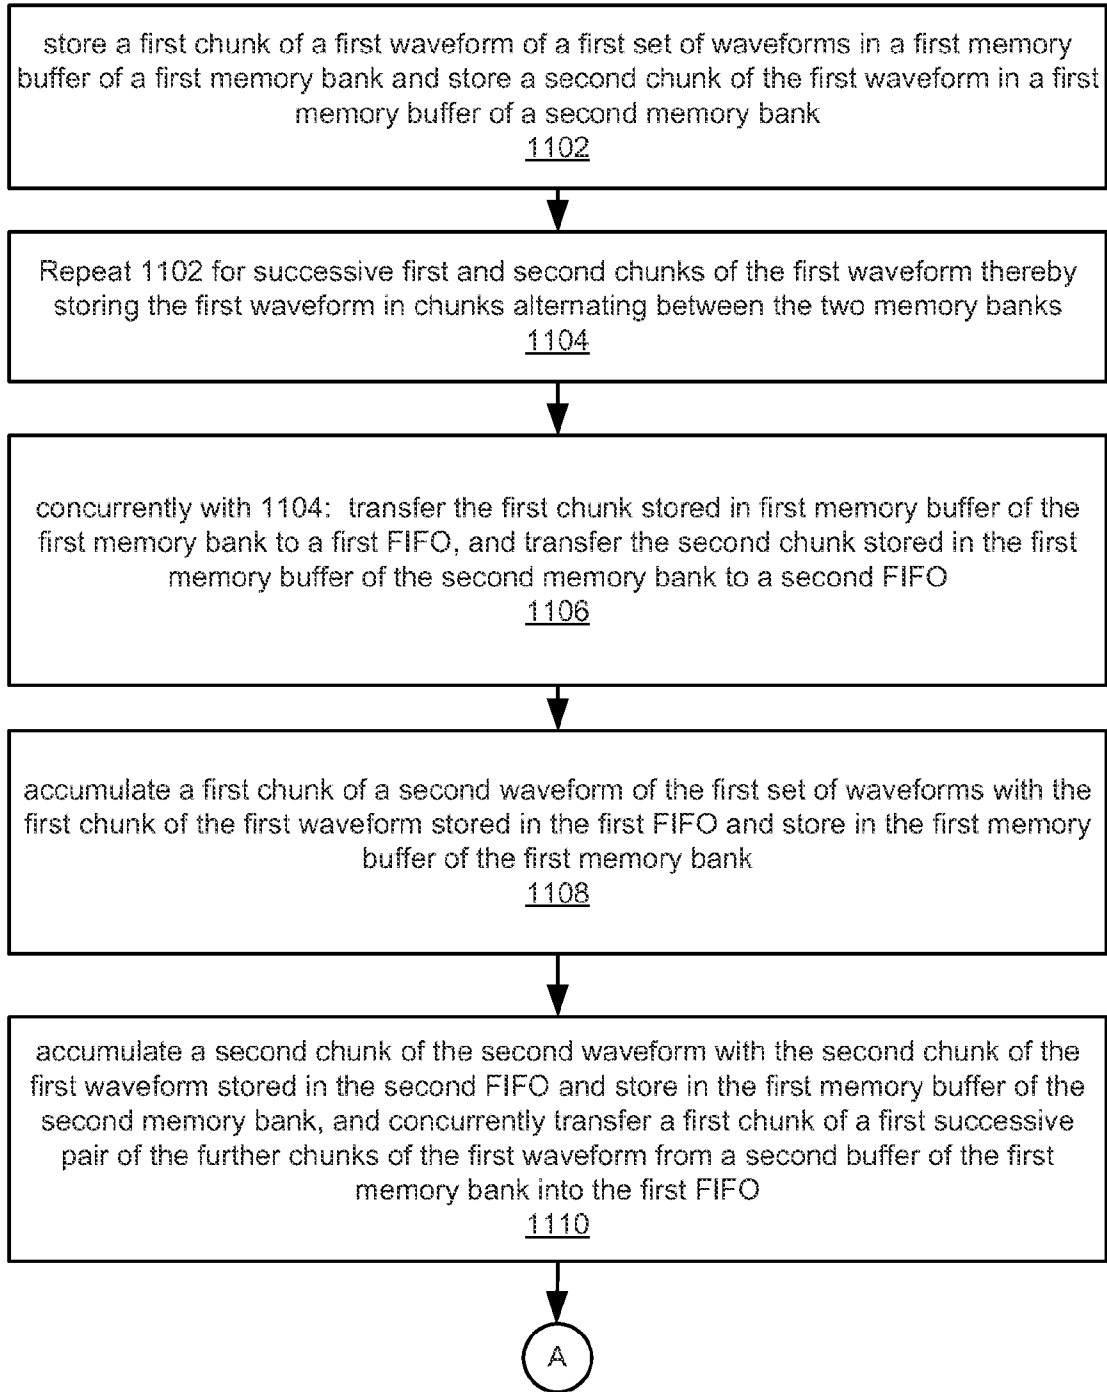 store a first chunk of a first waveform of a first set of waveforms in a first memory
buffer of a first memory bank and store a second chunk of the first waveform in a first
memory buffer of a second memory bank
1102
Repeat 1102 for successive first and second chunks of the first waveform thereby
storing the first waveform in chunks alternating between the two memory banks
1104
concurrently with 1104: transfer the first chunk stored in first memory buffer of the
first memory bank to a first FIFO, and transfer the second chunk stored in the first
memory buffer of the second memory bank to a second FIFO
1106
accumulate a first chunk of a second waveform of the first set of waveforms with the
first chunk of the first waveform stored in the first FIFO and store in the first memory
buffer of the first memory bank
1108
accumulate a second chunk of the second waveform with the second chunk of the
first waveform stored in the second FIFO and store in the first memory buffer of the
second memory bank, and concurrently transfer a first chunk of a first successive
pair of the further chunks of the first waveform from a second buffer of the first
memory bank into the first FIFO
1110
A